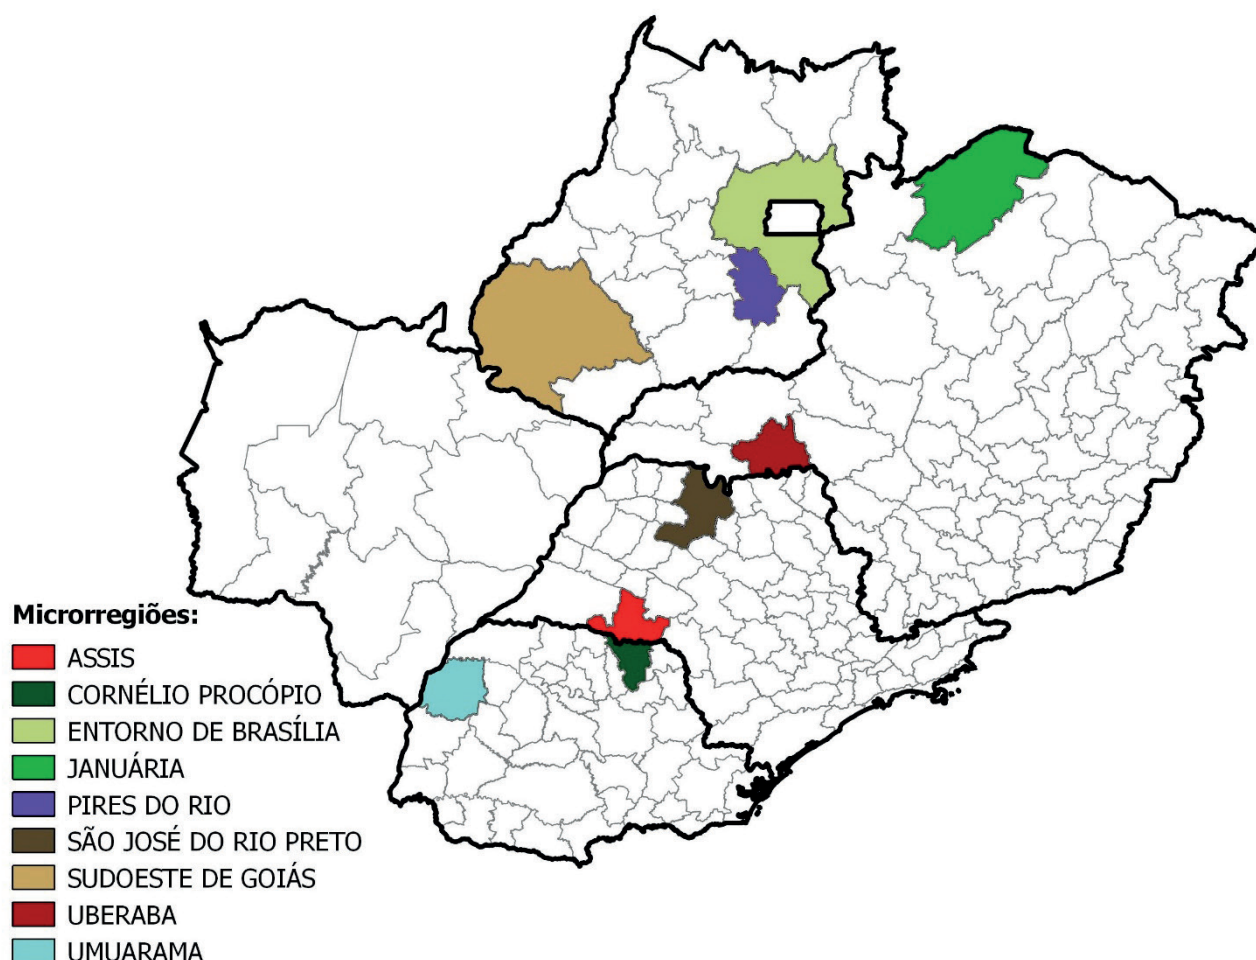 Microrregiões:
ASSIS
CORNÉLIO PROCÓPIO
ENTORNO DE BRASÍLIA
JANUÁRIA
PIRES DO RIO
SÃO JOSÉ DO RIO PRETO
SUDOESTE DE GOIÁS
UBERABA
UMUARAMA